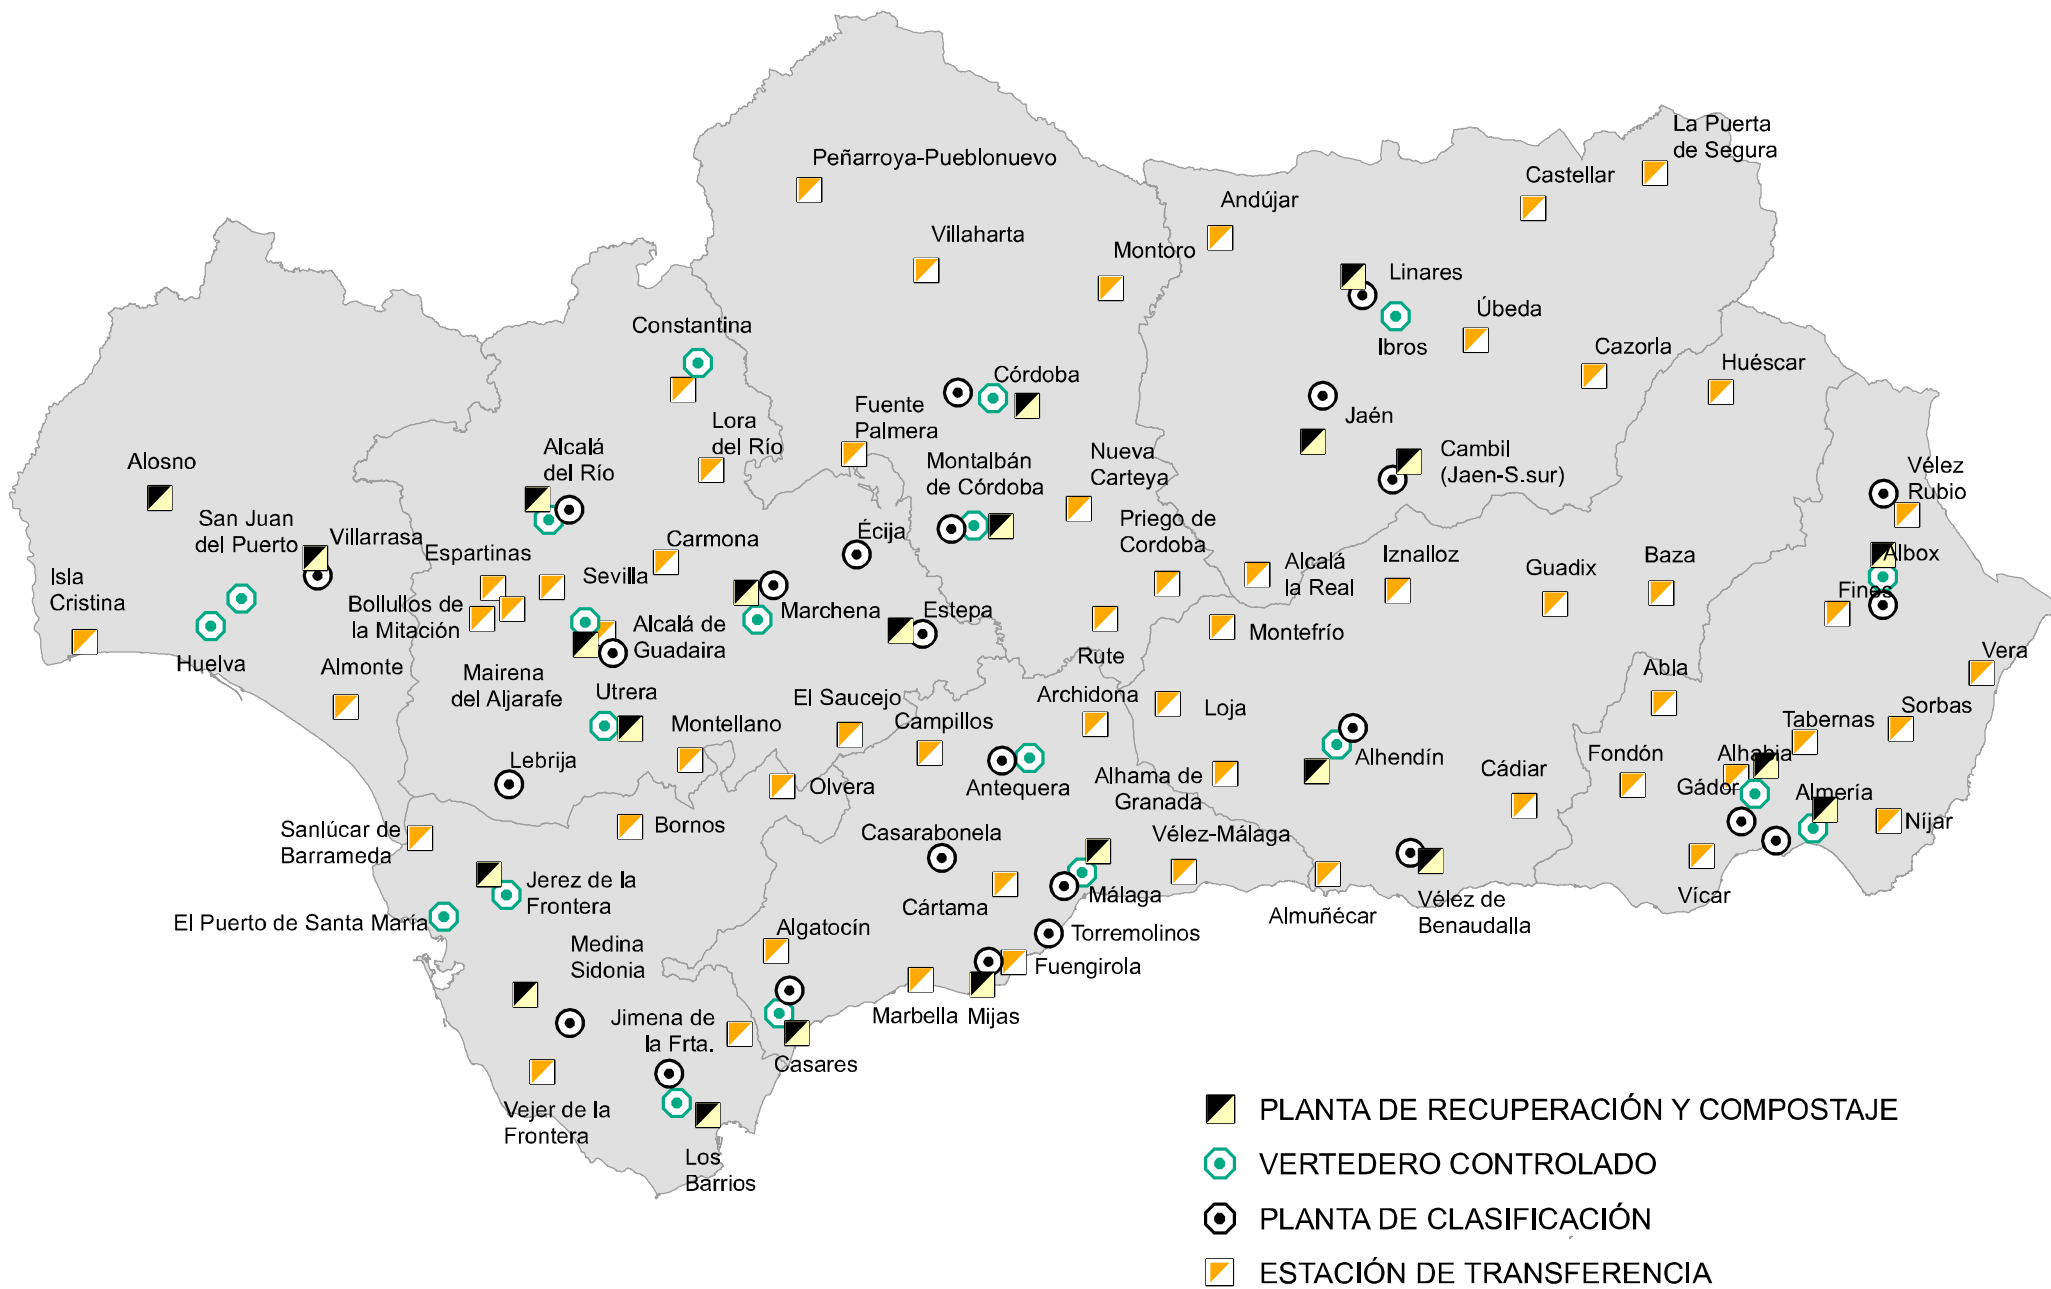 La Puerta
de Segura
Peñarroya-Pueblonuevo
Castellar
Andújar
Villaharta
Montoro
Linares
Úbeda
Constantina
Ibros
Cazorla
Huéscar
Córdoba
Fuente
Palmera
Lora
del Río
Jaén
Alcalá
del Río
Nueva
Carteya
Cambil
(Jaen-S.sur)
Montalbán
de Córdoba
Alosno
Vélez
Rubio
San Juan
del Puerto
Villarrasa
Priego de
Cordoba
Écija
Carmona
Espartinas
Albox
Iznalloz
Baza
Alcalá
la Real
Guadix
Isla
Cristina
Sevilla
Fines
Bollullos de
la Mitación
Marchena
Estepa
Alcalá de
Guadaira
Montefrío
Vera
Huelva
Almonte
Rute
Abla
Mairena
del Aljarafe
Utrera
El Saucejo
Archidona
Loja
Sorbas
Campillos
Montellano
Tabernas
Fondón
Alhabia
Lebrija
Alhendín
Cádiar
Olvera
Antequera
Alhama de
Granada
Gádor
Almería
Sanlúcar de
Barrameda
Bornos
Casarabonela
Vélez-Málaga
Níjar
Jerez de la
Frontera
Málaga
Vícar
Cártama
Almuñécar
Vélez de
Benaudalla
El Puerto de Santa María
Algatocín
Torremolinos
Medina
Sidonia
Fuengirola
Marbella
Mijas
Jimena de
la Frta.
Casares
Vejer de la
Frontera
Los
Barrios
PLANTA DE RECUPERACIÓN Y COMPOSTAJE
VERTEDERO CONTROLADO
PLANTA DE CLASIFICACIÓN
ESTACIÓN DE TRANSFERENCIA